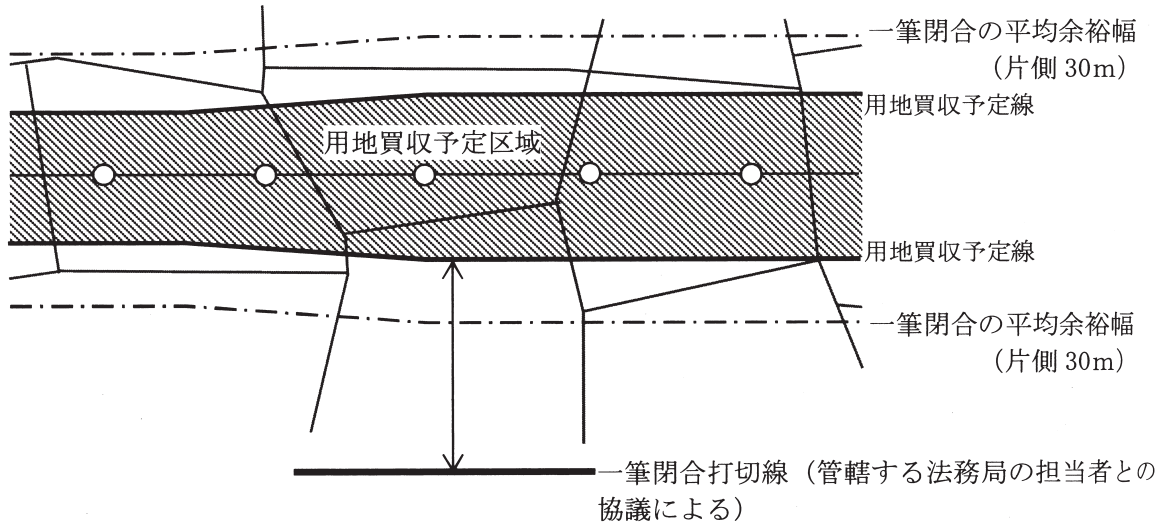 一筆閉合の平均余裕幅
（片側 30m）
用地買収予定線
用地買収予定区域
用地買収予定線
一筆閉合の平均余裕幅
（片側 30m）
一筆閉合打切線（管轄する法務局の担当者との
協議による）